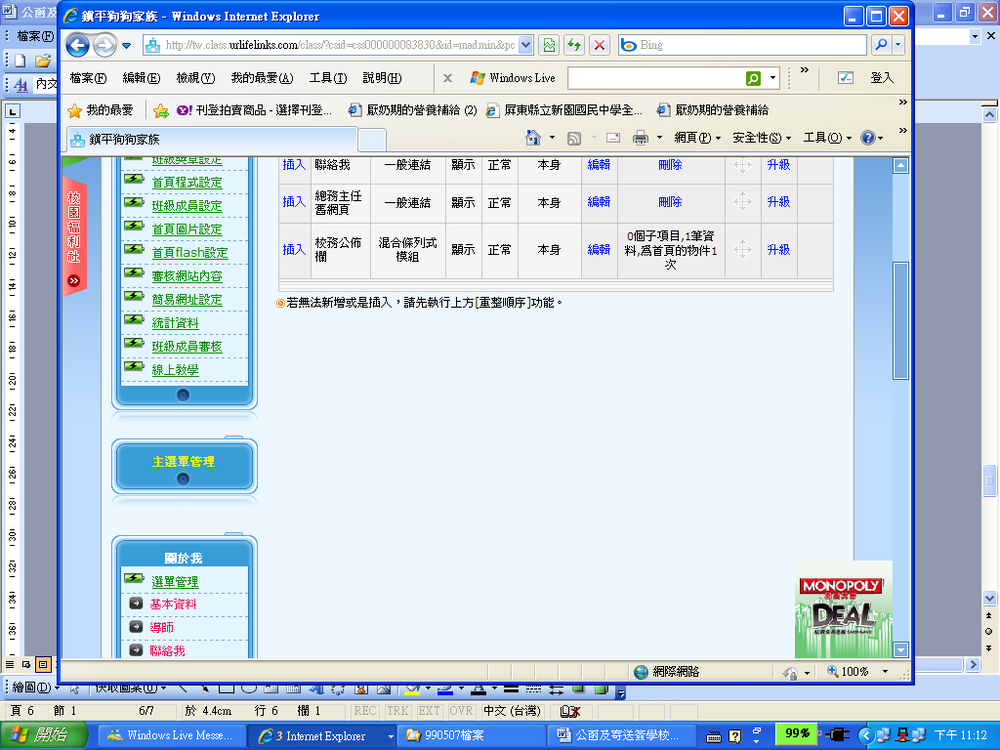 公函及
檔案(F)
內文
鎮平狗狗家族 - Windows Internet Explorer
http://tw.class.urlifelinks.com/class/?csid=css000000083830&id=madmin&pc
Bing
檔案(F) 編輯(E) 檢視(V) 我的最愛(A) 工具(T) 說明(H)
Windows Live
登入
我的最愛
刊登拍賣商品 - 選擇刊登...
厭奶期的營養補給 (2)
屏東縣立新園國民中學全...
厭奶期的營養補給
鎮平狗狗家族
網頁(P) 安全性(S) 工具(O)
校園福利社
班級選單設定
首頁程式設定
班級成員設定
首頁圖片設定
首頁flash設定
審核網站內容
簡易網址設定
統計資料
班級成員審核
線上教學
主選單管理
關於我
選單管理
基本資料
導師
聯絡我
插入 聯絡我 一般連結 顯示 正常 本身 編輯 刪除 升級
插入 總務主任舊網頁 一般連結 顯示 正常 本身 編輯 刪除 升級
插入 校務公佈欄 混合條列式模組 顯示 正常 本身 編輯 0個子項目,1筆資料,為首頁的物件1次 升級
若無法新增或是插入，請先執行上方[重整順序]功能。
MONOPOLY
DEAL
網際網路
100%
繪圖(D) 快取圖案(U)
頁 6 節 1 6/7 於 4.4cm 行 6 欄 1 REC TRK EXT OVR 中文 (台灣)
開始
Windows Live Messe...
3 Internet Explorer
990507檔案
公函及寄送簽學校...
99%
下午 11:12